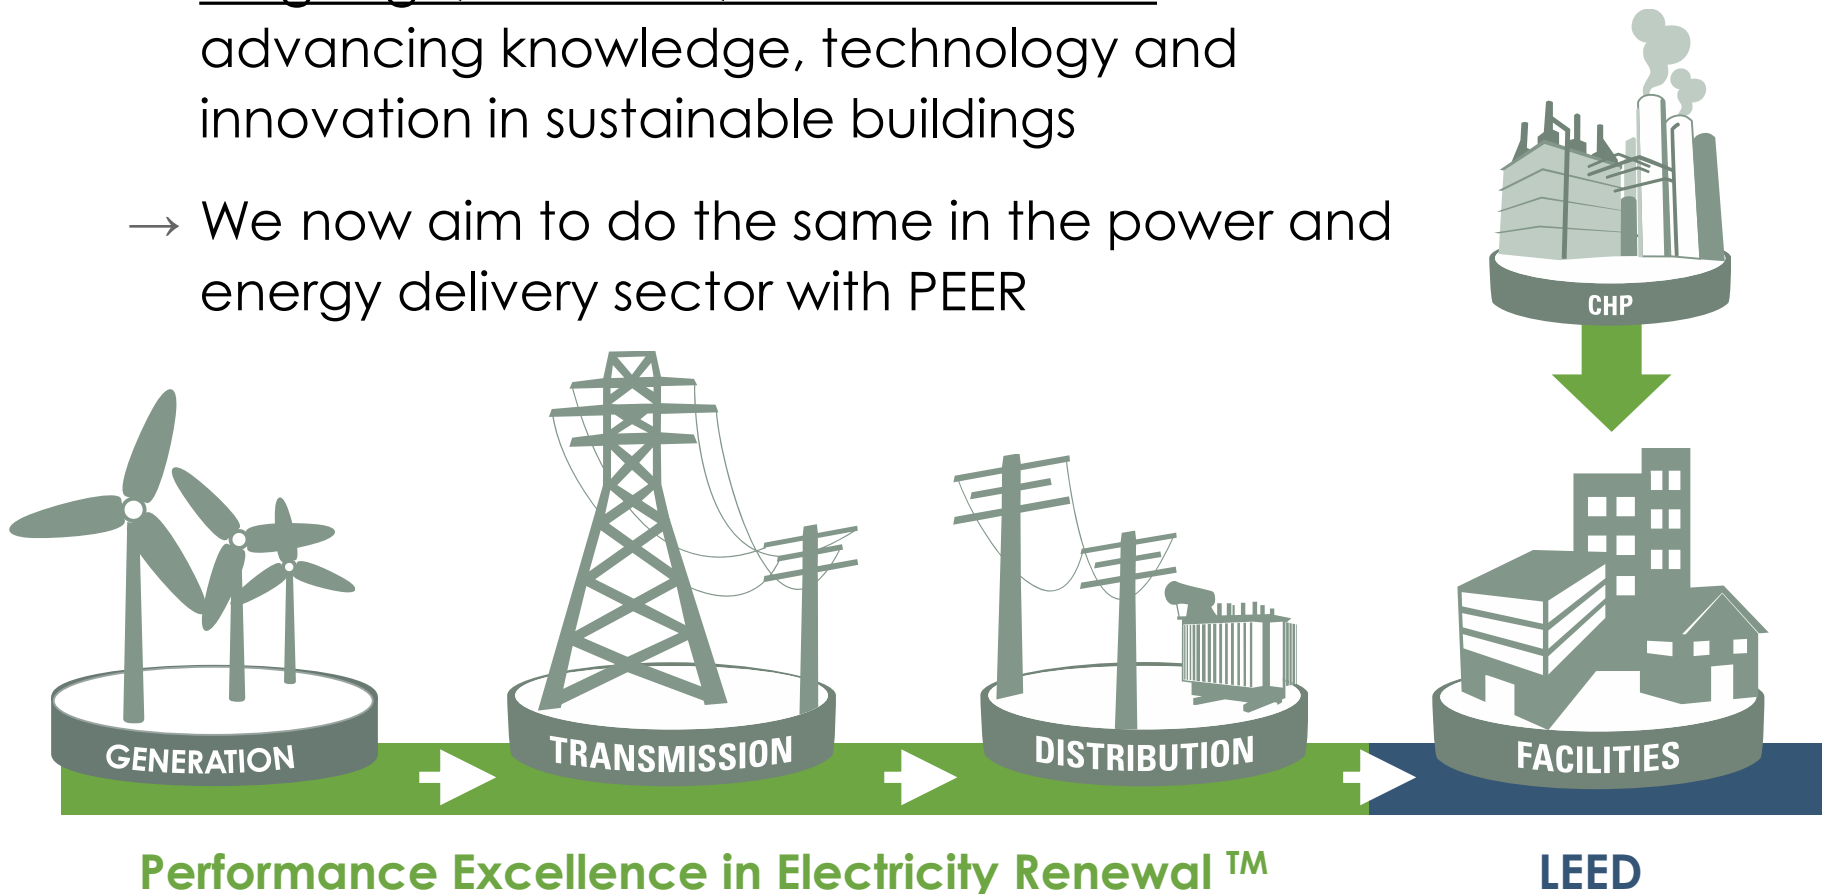 advancing knowledge, technology and
innovation in sustainable buildings
→ We now aim to do the same in the power and
energy delivery sector with PEER
CHP
GENERATION
TRANSMISSION
DISTRIBUTION
FACILITIES
Performance Excellence in Electricity Renewal TM
LEED